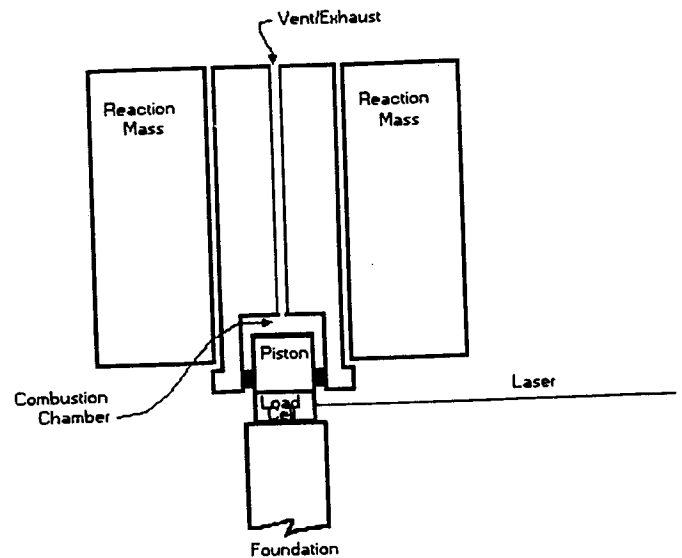 Vent/Exhaust
Reaction
Mass
Reaction
Mass
Piston
Combustion
Chamber
Load
Cell
Laser
Foundation